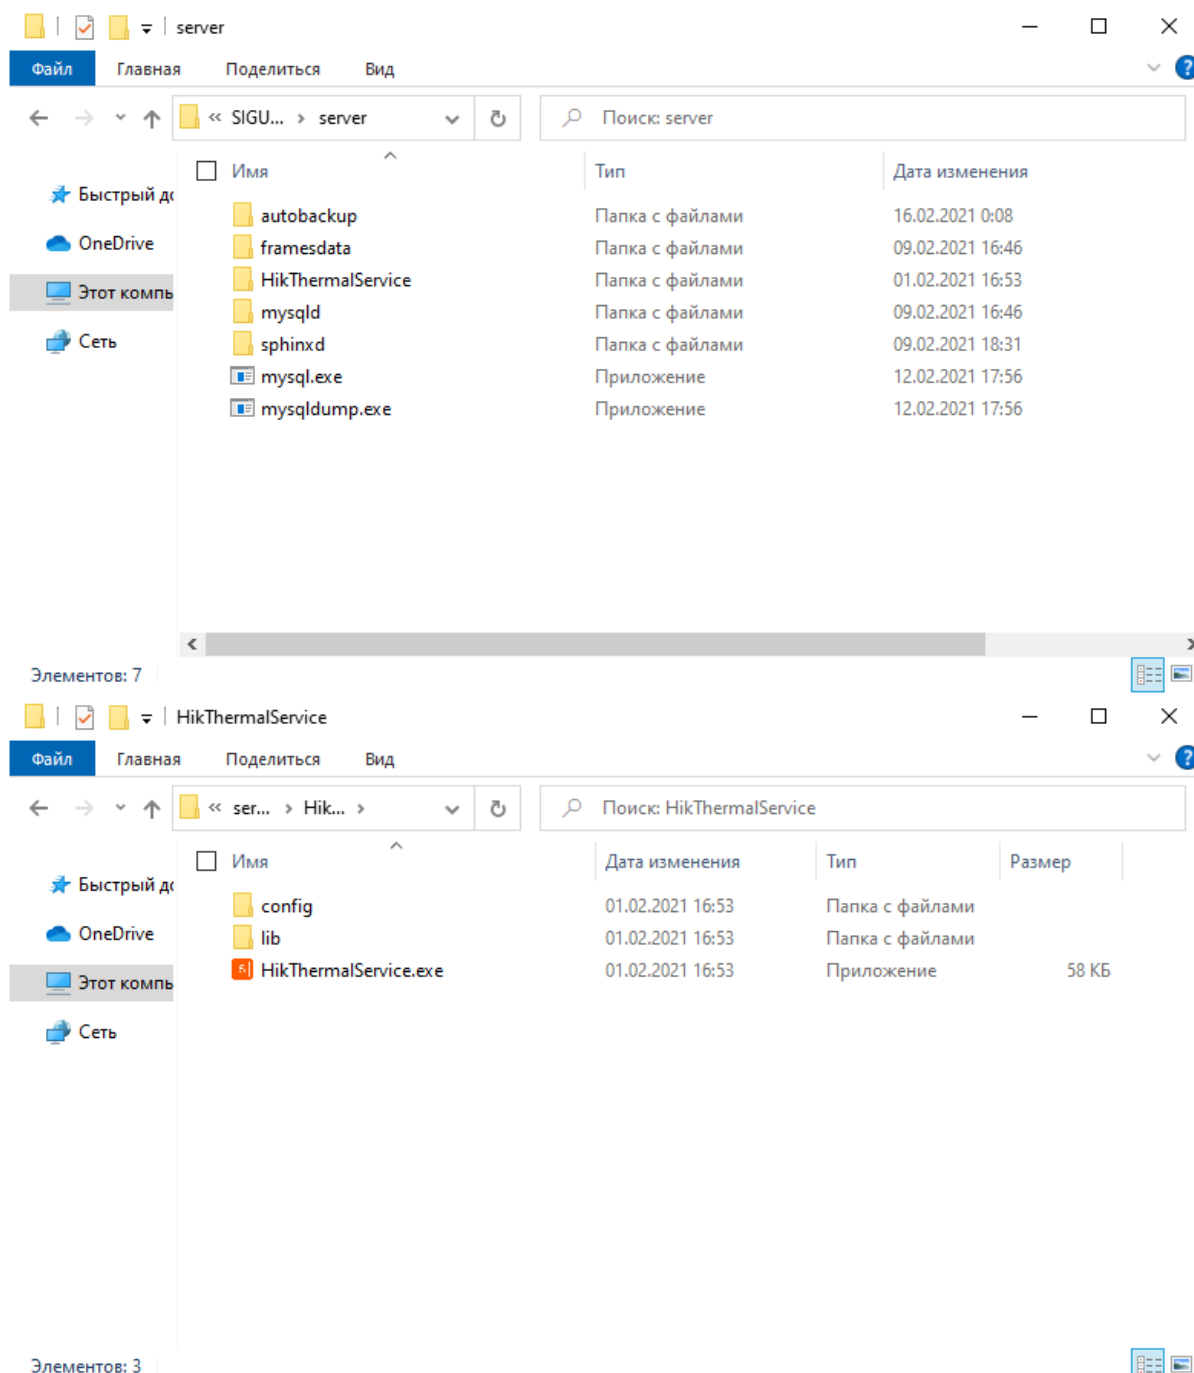 server
Файл Главная Поделиться Вид
« SIGU... › server Поиск: server
Имя Тип Дата изменения
Быстрый до
OneDrive
Этот компь
Сеть
autobackup Папка с файлами 16.02.2021 0:08
framesdata Папка с файлами 09.02.2021 16:46
HikThermalService Папка с файлами 01.02.2021 16:53
mysqld Папка с файлами 09.02.2021 16:46
sphinxd Папка с файлами 09.02.2021 18:31
mysql.exe Приложение 12.02.2021 17:56
mysqldump.exe Приложение 12.02.2021 17:56
Элементов: 7
HikThermalService
Файл Главная Поделиться Вид
« ser... › Hik... › Поиск: HikThermalService
Имя Дата изменения Тип Размер
Быстрый до
OneDrive
Этот компь
Сеть
config 01.02.2021 16:53 Папка с файлами
lib 01.02.2021 16:53 Папка с файлами
HikThermalService.exe 01.02.2021 16:53 Приложение 58 КБ
Элементов: 3